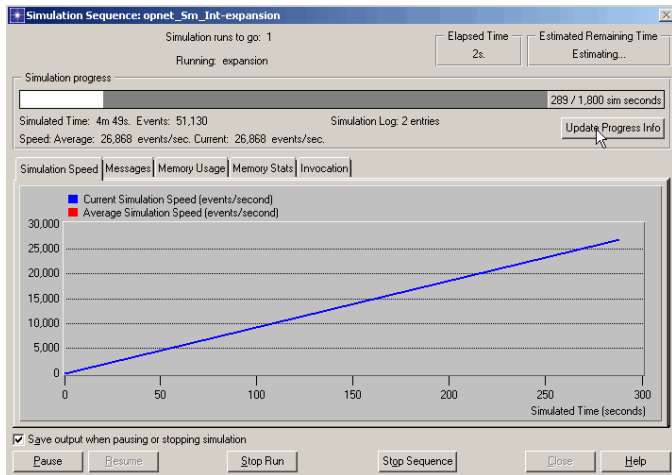 Simulation Sequence: opnet_Sm_Int-expansion
Simulation runs to go: 1
Running: expansion
Elapsed Time
2s.
Estimated Remaining Time
Estimating...
Simulation progress
289 / 1,800 sim seconds
Simulated Time: 4m 49s. Events: 51,130
Simulation Log: 2 entries
Speed: Average: 26,868 events/sec. Current: 26,868 events/sec.
Update Progress Info
Simulation Speed Messages Memory Usage Memory Stats Invocation
Current Simulation Speed (events/second)
Average Simulation Speed (events/second)
30,000
25,000
20,000
15,000
10,000
5,000
0
0 50 100 150 200 250 300
Simulated Time (seconds)
Save output when pausing or stopping simulation
Pause Resume Stop Run Stop Sequence Close Help